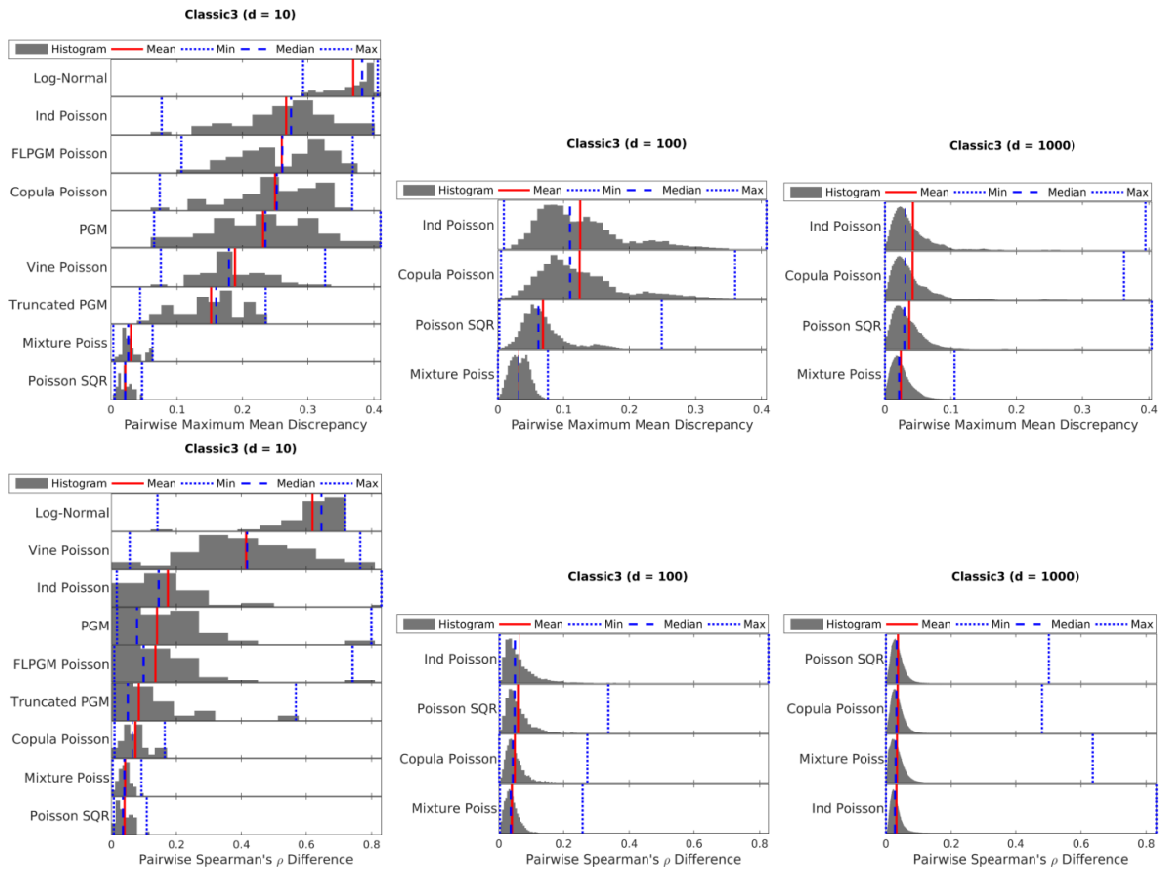 Classic3 (d = 10)
Histogram Mean Min Median Max
Log-Normal
Ind Poisson
FLPGM Poisson
Copula Poisson
PGM
Vine Poisson
Truncated PGM
Mixture Poiss
Poisson SQR
0 0.1 0.2 0.3 0.4
Pairwise Maximum Mean Discrepancy
Classic3 (d = 100)
Histogram Mean Min Median Max
Ind Poisson
Copula Poisson
Poisson SQR
Mixture Poiss
0 0.1 0.2 0.3 0.4
Pairwise Maximum Mean Discrepancy
Classic3 (d = 1000)
Histogram Mean Min Median Max
Ind Poisson
Copula Poisson
Poisson SQR
Mixture Poiss
0 0.1 0.2 0.3 0.4
Pairwise Maximum Mean Discrepancy
Classic3 (d = 10)
Histogram Mean Min Median Max
Log-Normal
Vine Poisson
Ind Poisson
PGM
FLPGM Poisson
Truncated PGM
Copula Poisson
Mixture Poiss
Poisson SQR
0 0.2 0.4 0.6 0.8
Pairwise Spearman's ρ Difference
Classic3 (d = 100)
Histogram Mean Min Median Max
Ind Poisson
Poisson SQR
Copula Poisson
Mixture Poiss
0 0.2 0.4 0.6 0.8
Pairwise Spearman's ρ Difference
Classic3 (d = 1000)
Histogram Mean Min Median Max
Poisson SQR
Copula Poisson
Mixture Poiss
Ind Poisson
0 0.2 0.4 0.6 0.8
Pairwise Spearman's ρ Difference